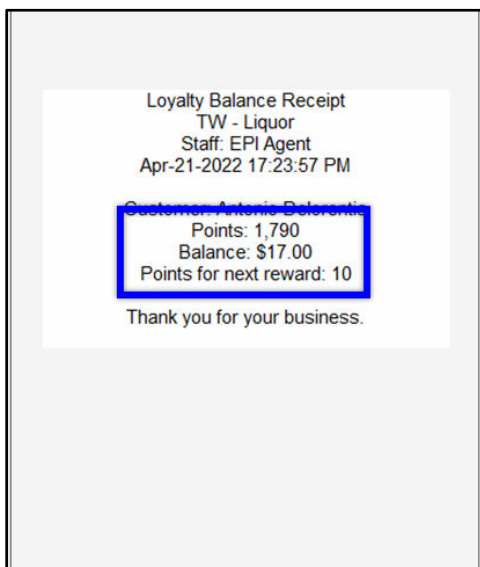 Loyalty Balance Receipt
TW - Liquor
Staff: EPI Agent
Apr-21-2022 17:23:57 PM
Customer: Antonio Delorentis
Points: 1,790
Balance: $17.00
Points for next reward: 10
Thank you for your business.